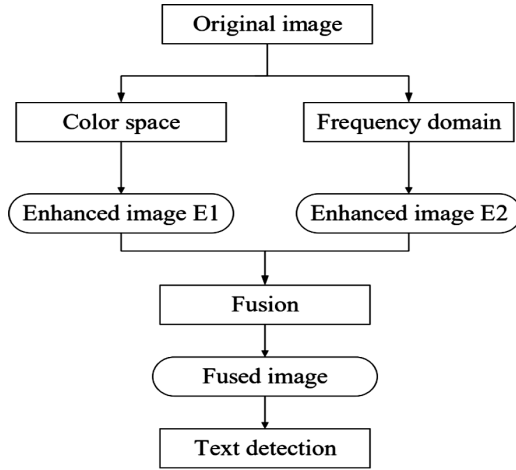 Original image
Color space
Frequency domain
Enhanced image E1
Enhanced image E2
Fusion
Fused image
Text detection